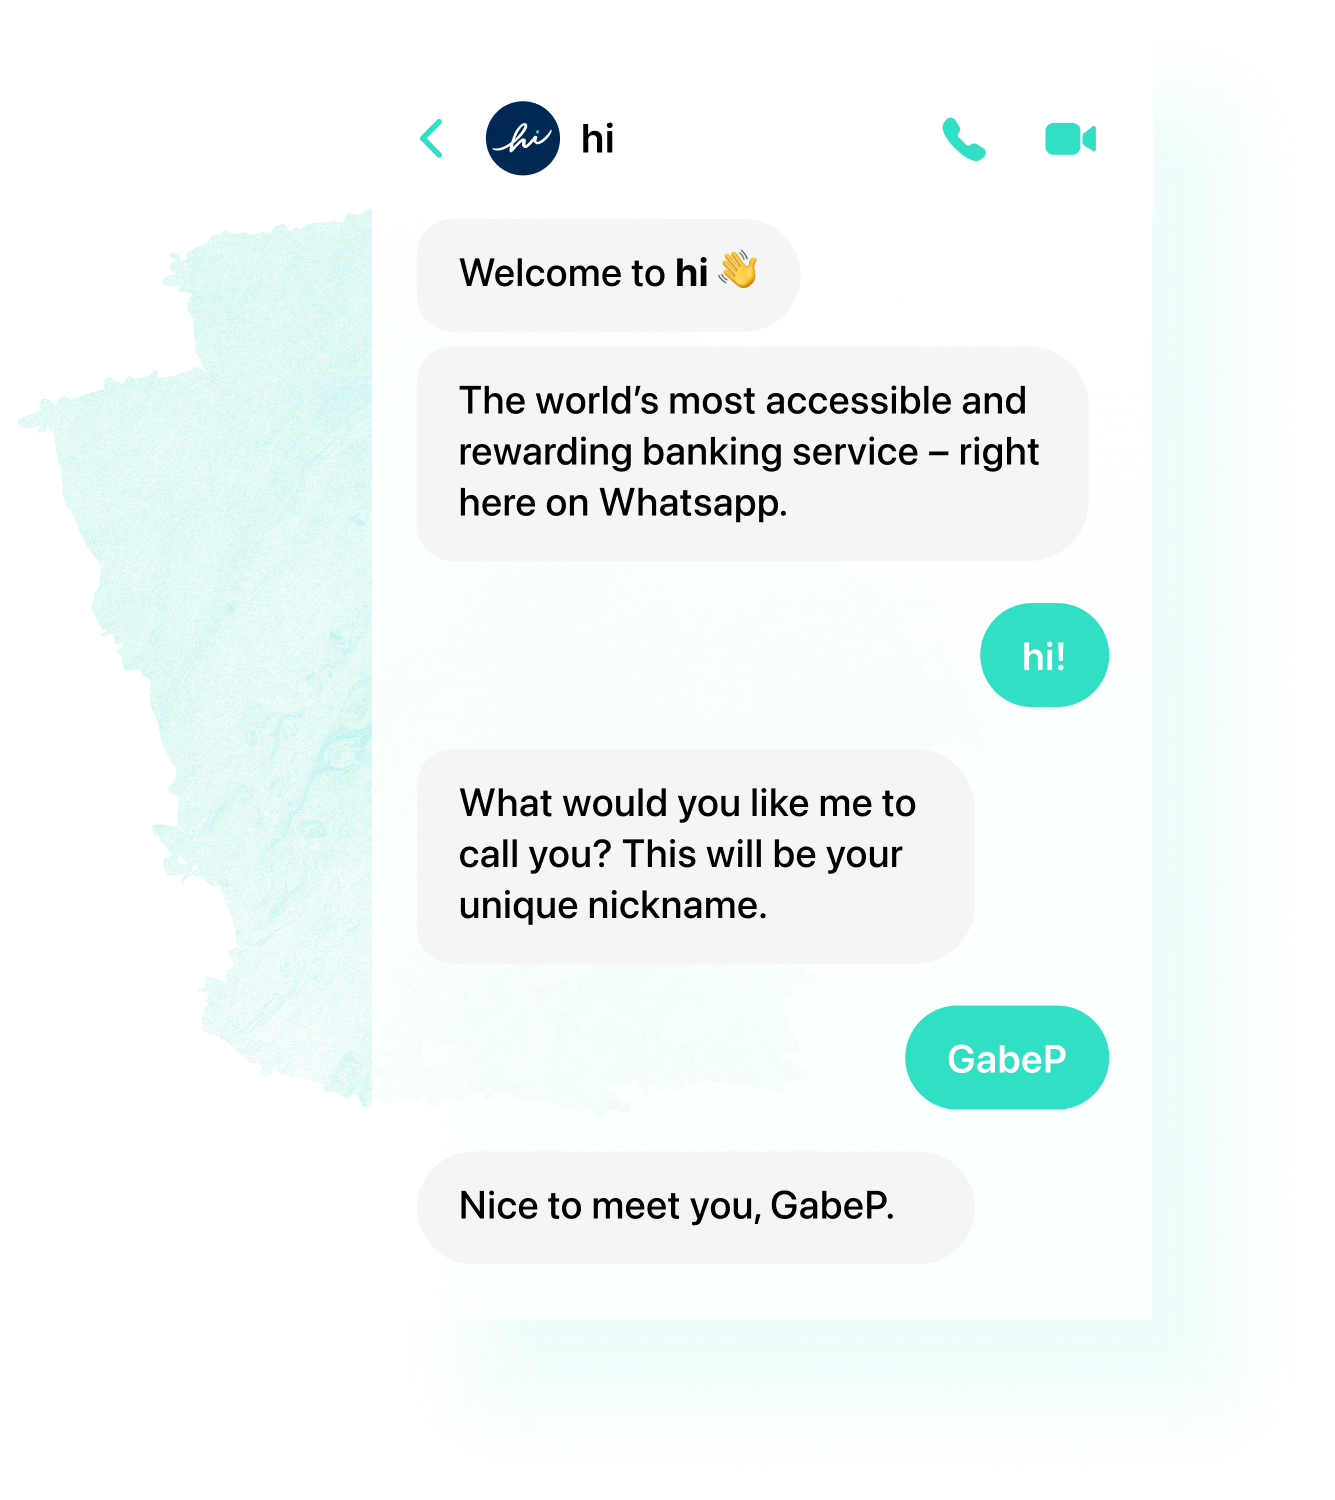 hi
hi
Welcome to hi 👋
The world’s most accessible and
rewarding banking service – right
here on Whatsapp.
hi!
What would you like me to
call you? This will be your
unique nickname.
GabeP
Nice to meet you, GabeP.